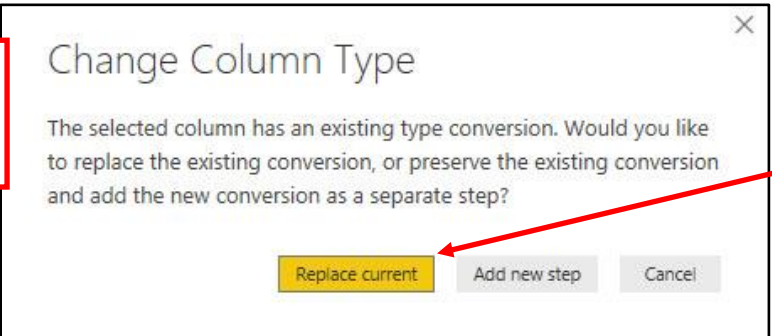 Change Column Type
The selected column has an existing type conversion. Would you like
to replace the existing conversion, or preserve the existing conversion
and add the new conversion as a separate step?
Replace current Add new step Cancel